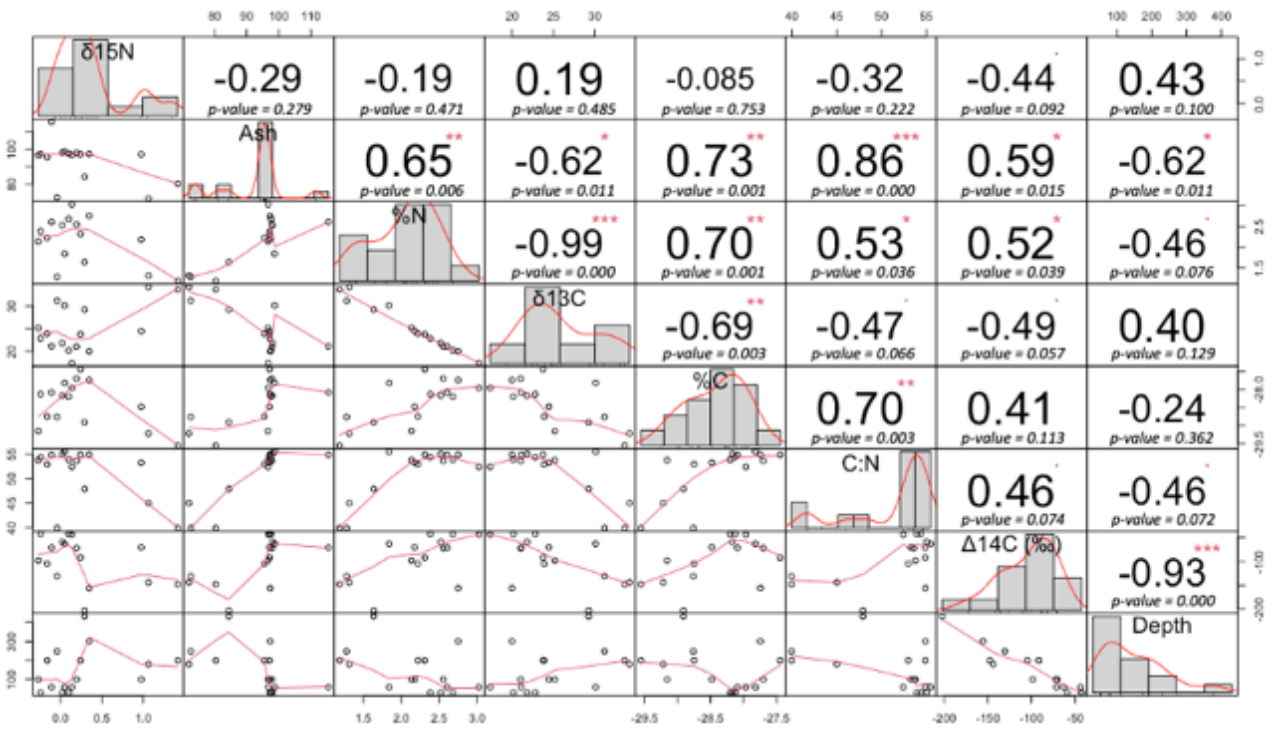 80 90 100 110 20 25 30 40 45 50 55 100 200 300 400
δ15N -0.29 -0.19 0.19 -0.085 -0.32 -0.44 0.43 1.0
p-value = 0.279 p-value = 0.471 p-value = 0.485 p-value = 0.753 p-value = 0.222 p-value = 0.092 p-value = 0.100 0.0
Ash ** * ** *** * *
100 0.65 -0.62 0.73 0.86 0.59 -0.62
80 p-value = 0.006 p-value = 0.011 p-value = 0.001 p-value = 0.000 p-value = 0.015 p-value = 0.011
%N *** ** * * .
-0.99 0.70 0.53 0.52 -0.46 2.5
p-value = 0.000 p-value = 0.001 p-value = 0.036 p-value = 0.039 p-value = 0.076 1.5
δ13C ** . .
30 -0.69 -0.47 -0.49 0.40
20 p-value = 0.003 p-value = 0.066 p-value = 0.057 p-value = 0.129
%C ** -28.0
0.70 0.41 -0.24
p-value = 0.003 p-value = 0.113 p-value = 0.362 -29.5
55 C:N . .
50 0.46 -0.46
45 p-value = 0.074 p-value = 0.072
40
Δ14C (‰) ***
-0.93 -100
p-value = 0.000 -200
Depth
300
100
0.0 0.5 1.0 1.5 2.0 2.5 3.0 -29.5 -28.5 -27.5 -200 -150 -100 -50